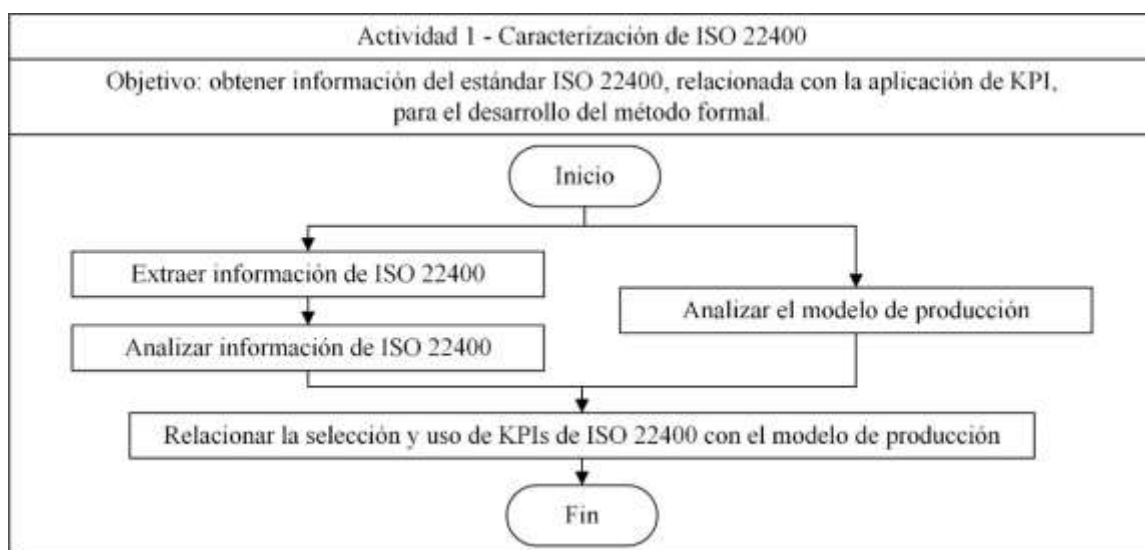 Actividad 1 - Caracterización de ISO 22400
Objetivo: obtener información del estándar ISO 22400, relacionada con la aplicación de KPI,
para el desarrollo del método formal.
Inicio
Extraer información de ISO 22400
Analizar el modelo de producción
Analizar información de ISO 22400
Relacionar la selección y uso de KPIs de ISO 22400 con el modelo de producción
Fin